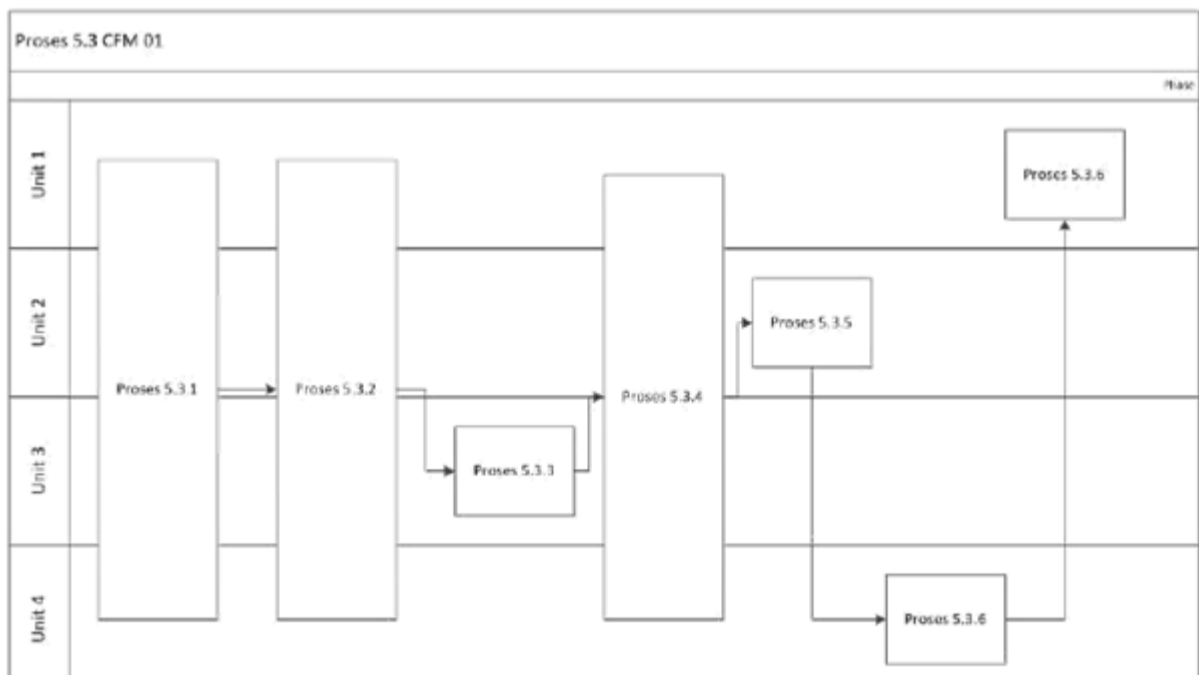 Proses 5.3 CFM 01
Phase
Unit 1
Proses 5.3.6
Unit 2
Proses 5.3.5
Proses 5.3.1
Proses 5.3.2
Proses 5.3.4
Unit 3
Proses 5.3.3
Unit 4
Proses 5.3.6